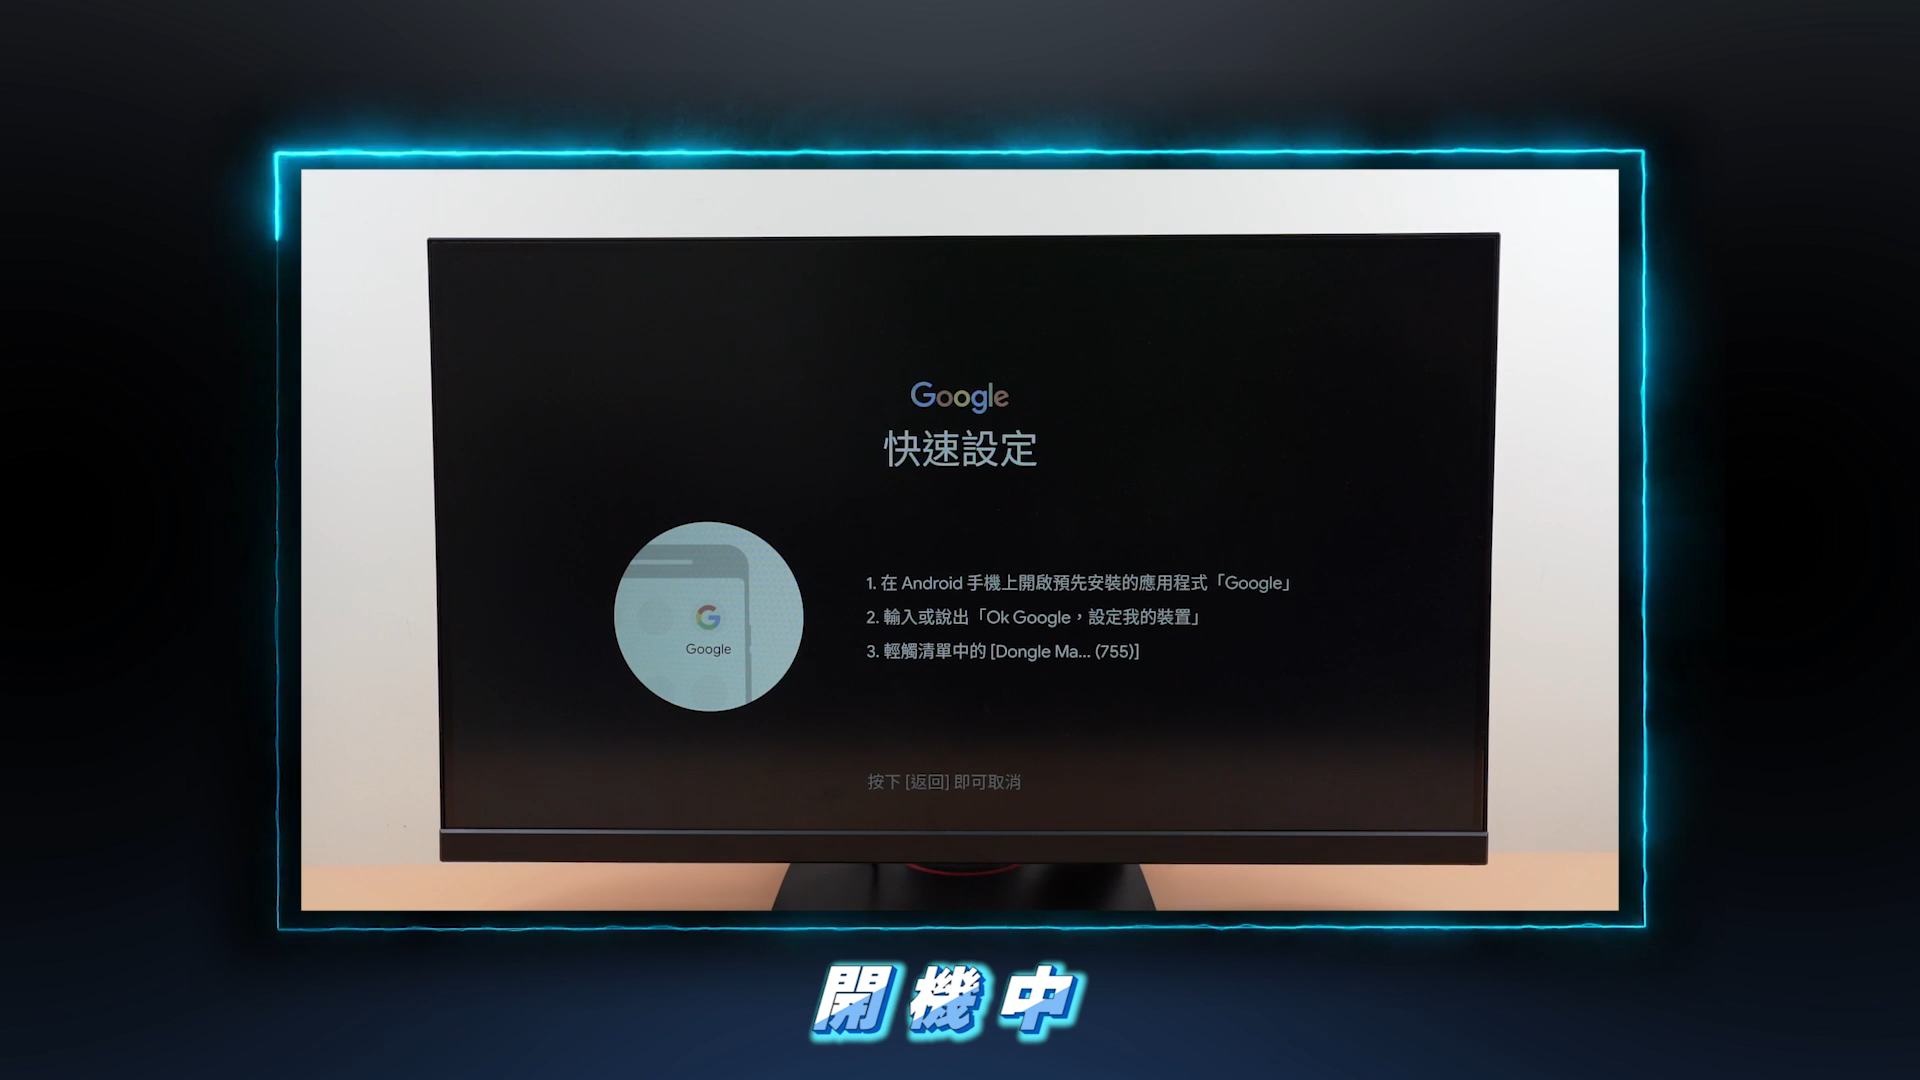 Google
快速設定
Google
1. 在 Android 手機上開啟預先安裝的應用程式「Google」
2. 輸入或說出「Ok Google，設定我的裝置」
3. 輕觸清單中的 [Dongle Ma... (755)]
按下 [返回] 即可取消
開機中